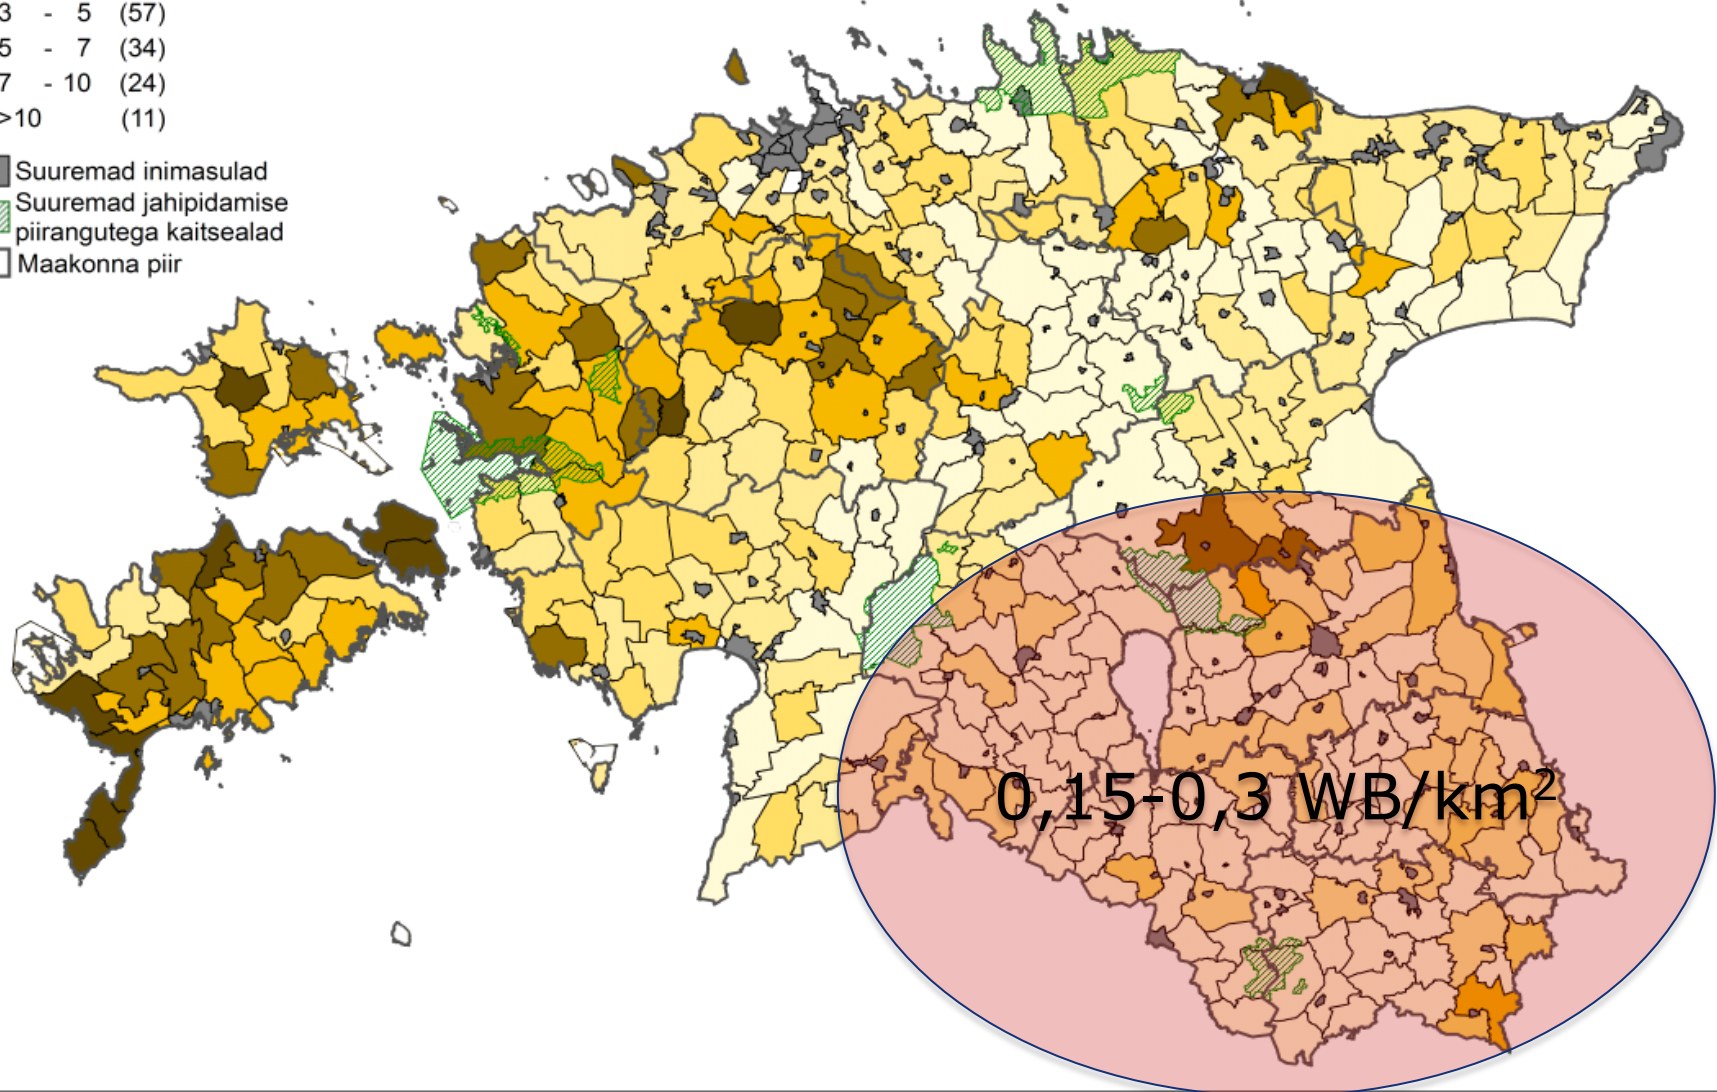 3 - 5 (57)
5 - 7 (34)
7 - 10 (24)
>10 (11)
Suuremad inimasulad
Suuremad jahipidamise
piirangutega kaitsealad
Maakonna piir
0,15-0,3 WB/km²